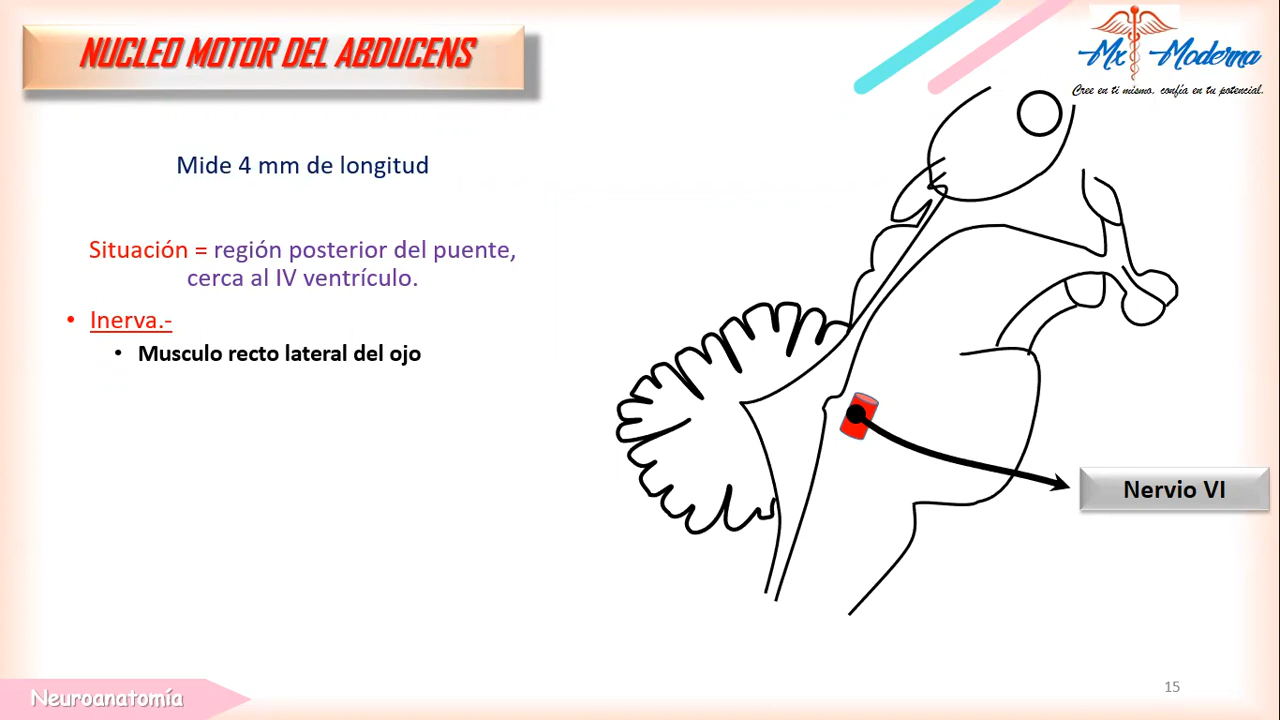 NUCLEO MOTOR DEL ABDUCENS
Mx Moderna
Cree en ti mismo, confía en tu potencial.
Mide 4 mm de longitud
Situación = región posterior del puente,
cerca al IV ventrículo.
• Inerva.-
• Musculo recto lateral del ojo
Nervio VI
Neuroanatomía
15